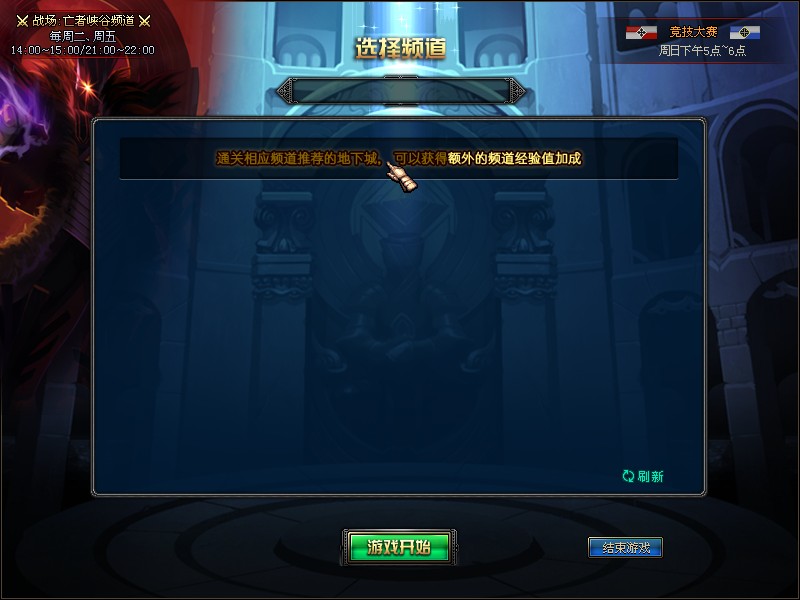 战场:亡者峡谷频道
每周二、周五
14:00~15:00/21:00~22:00
竞技大赛
周日下午5点~6点
选择频道
通关相应频道推荐的地下城, 可以获得额外的频道经验值加成
刷新
游戏开始
结束游戏